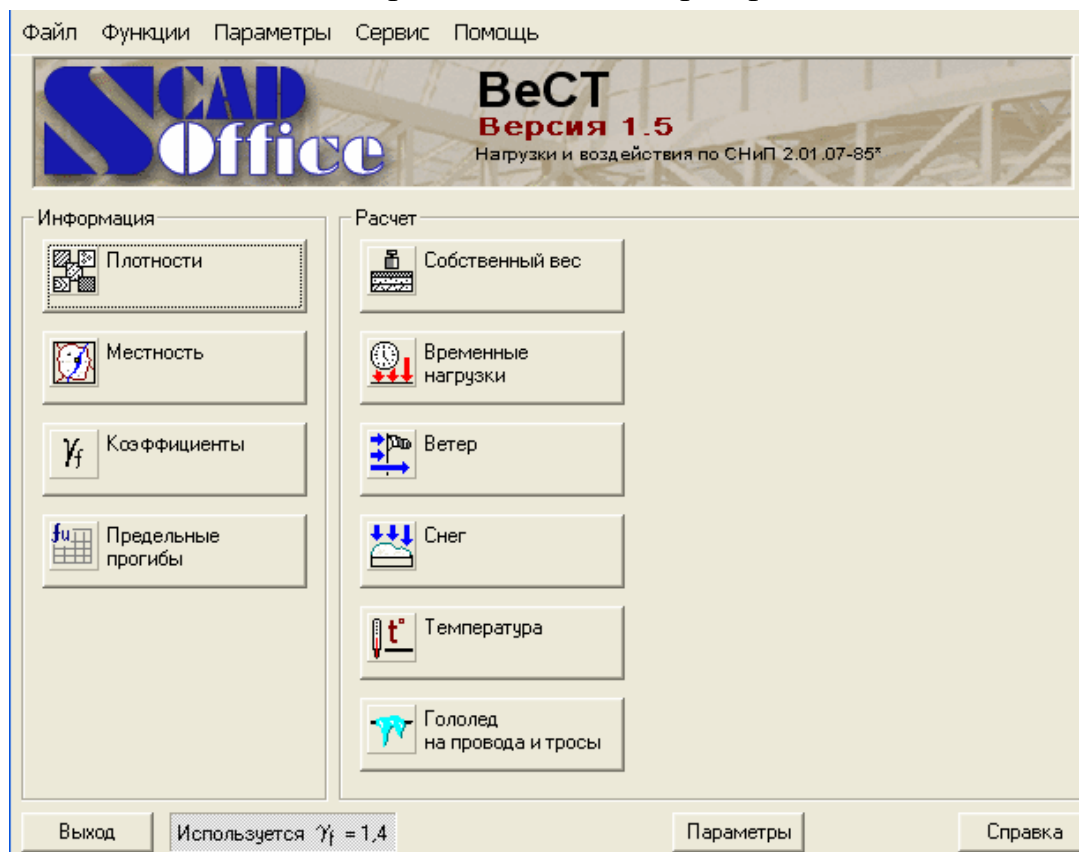 Файл Функции Параметры Сервис Помощь
SCAD
Office
ВеСТ
Версия 1.5
Нагрузки и воздействия по СНиП 2.01.07-85*
Информация
Плотности
Местность
γf Коэффициенты
fu Предельные
прогибы
Расчет
Собственный вес
Временные
нагрузки
Ветер
Снег
t° Температура
Гололед
на провода и тросы
Выход Используется γf = 1,4 Параметры Справка